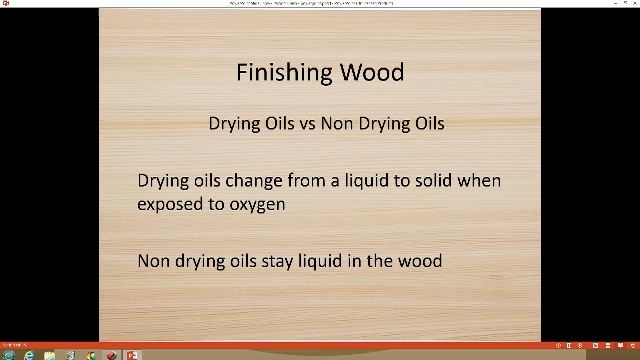 Finishing Wood
Drying Oils vs Non Drying Oils
Drying oils change from a liquid to solid when
exposed to oxygen
Non drying oils stay liquid in the wood